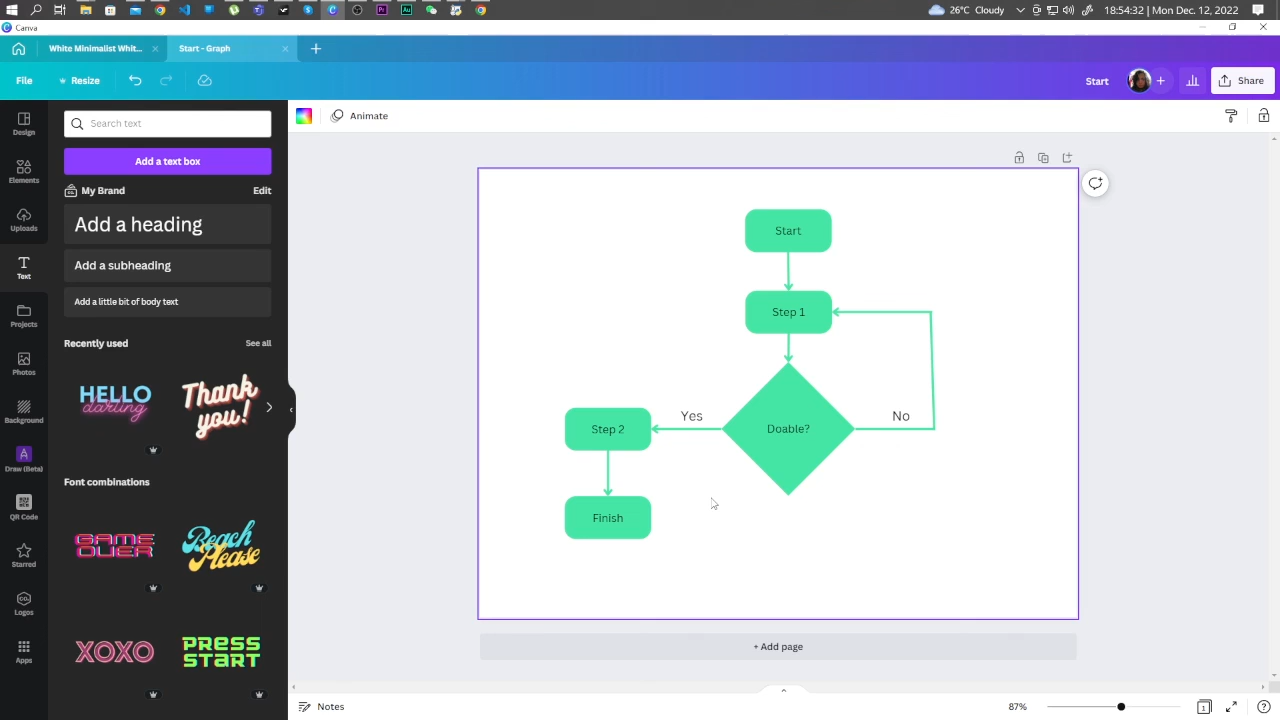 26°C Cloudy
18:54:32 | Mon Dec. 12, 2022
Canva
White Minimalist Whit...
Start - Graph
File
Resize
Start
Share
Design
Elements
Uploads
Text
Projects
Photos
Background
Draw (Beta)
QR Code
Starred
Logos
Apps
Search text
Add a text box
My Brand
Edit
Add a heading
Add a subheading
Add a little bit of body text
Recently used
See all
HELLO
darling
Thank
you!
Font combinations
GAME
OVER
Beach
Please
XOXO
PRESS
START
Animate
Start
Step 1
Doable?
Yes
No
Step 2
Finish
+ Add page
Notes
87%
1